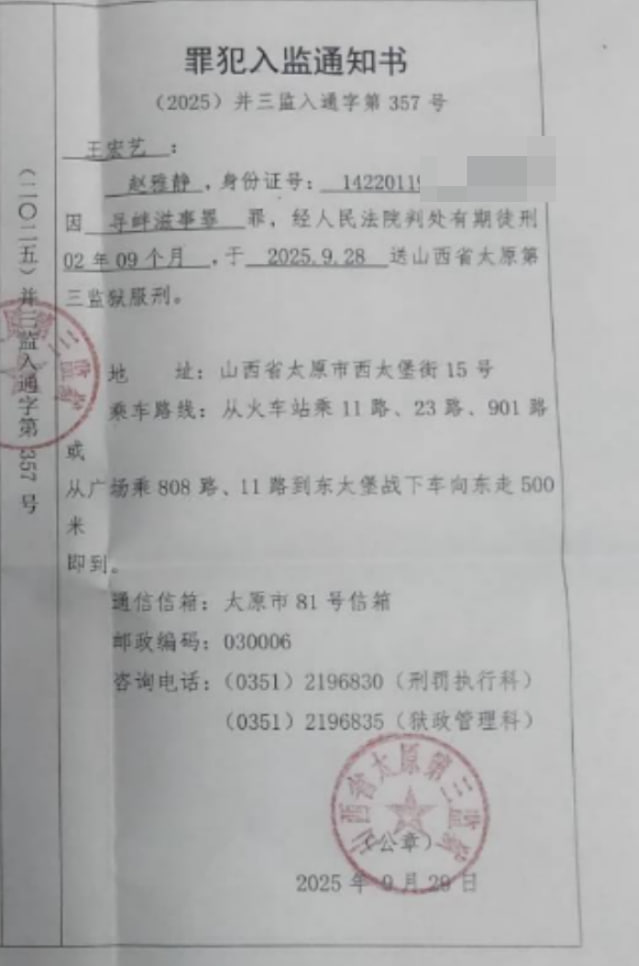 罪犯入监通知书
（2025）并三监入通字第 357 号
王宏艺 ：
赵雅静 ，身份证号： 14220119
因 寻衅滋事罪 罪，经人民法院判处有期徒刑
02 年 09 个月 ，于 2025.9.28 送山西省太原第
三监狱服刑。
地 址：山西省太原市西太堡街 15 号
乘车路线：从火车站乘 11 路、23 路、901 路
或
从广场乘 808 路、11 路到东太堡战下车向东走 500
米
即到。
通信信箱：太原市 81 号信箱
邮政编码：030006
咨询电话：（0351）2196830（刑罚执行科）
（0351）2196835（狱政管理科）
山西省太原第三监狱
（公章）
2025 年 9 月 29 日
（二〇二五）并三监入通字第 357 号
第三监狱